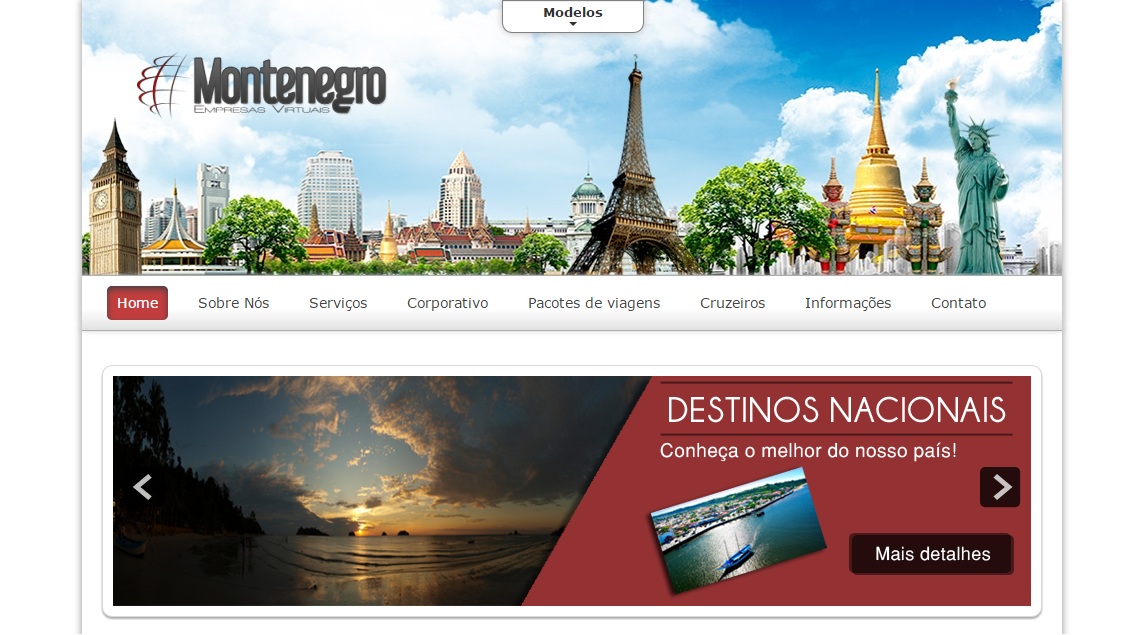 Modelos
Montenegro
Empresas Virtuais
Home Sobre Nós Serviços Corporativo Pacotes de viagens Cruzeiros Informações Contato
DESTINOS NACIONAIS
Conheça o melhor do nosso país!
Mais detalhes